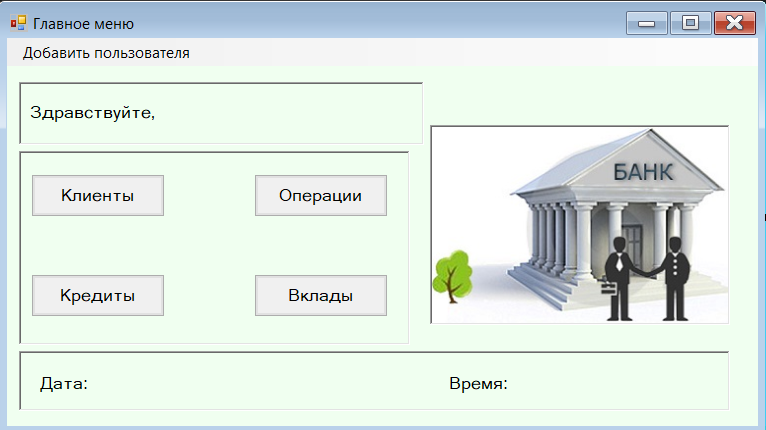 Главное меню
Добавить пользователя
Здравствуйте,
БАНК
Клиенты
Операции
Кредиты
Вклады
Дата:
Время: